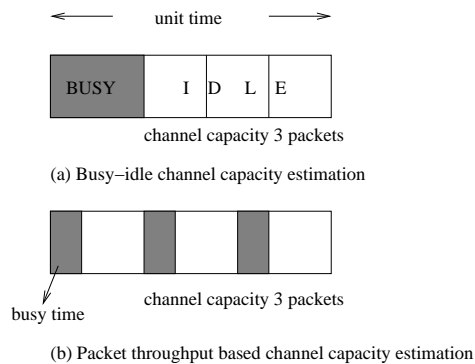 unit time
BUSY I D L E
channel capacity 3 packets
(a) Busy−idle channel capacity estimation
channel capacity 3 packets
busy time
(b) Packet throughput based channel capacity estimation